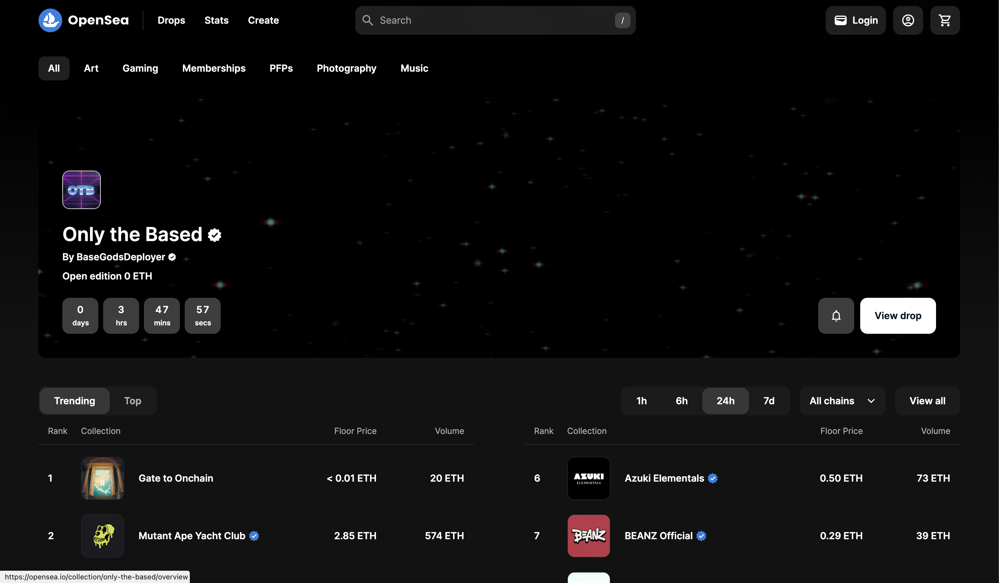 OpenSea
Drops
Stats
Create
Search
/
Login
All
Art
Gaming
Memberships
PFPs
Photography
Music
OTB
Only the Based
By BaseGodsDeployer
Open edition 0 ETH
0 days
3 hrs
47 mins
57 secs
View drop
Trending
Top
1h
6h
24h
7d
All chains
View all
Rank Collection Floor Price Volume
1 Gate to Onchain < 0.01 ETH 20 ETH
2 Mutant Ape Yacht Club 2.85 ETH 574 ETH
Rank Collection Floor Price Volume
AZUKI
ELEMENTALS
6 Azuki Elementals 0.50 ETH 73 ETH
BEANZ
7 BEANZ Official 0.29 ETH 39 ETH
https://opensea.io/collection/only-the-based/overview